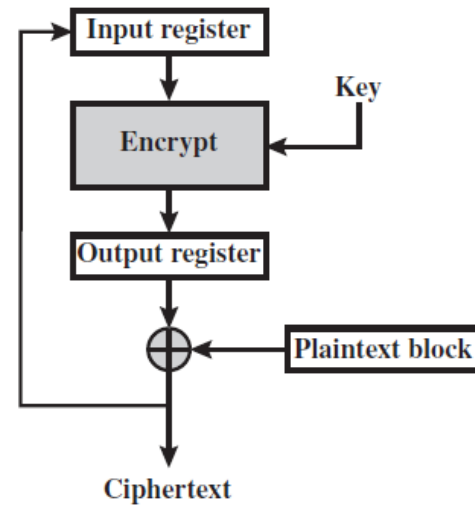 Input register
Key
Encrypt
Output register
Plaintext block
Ciphertext